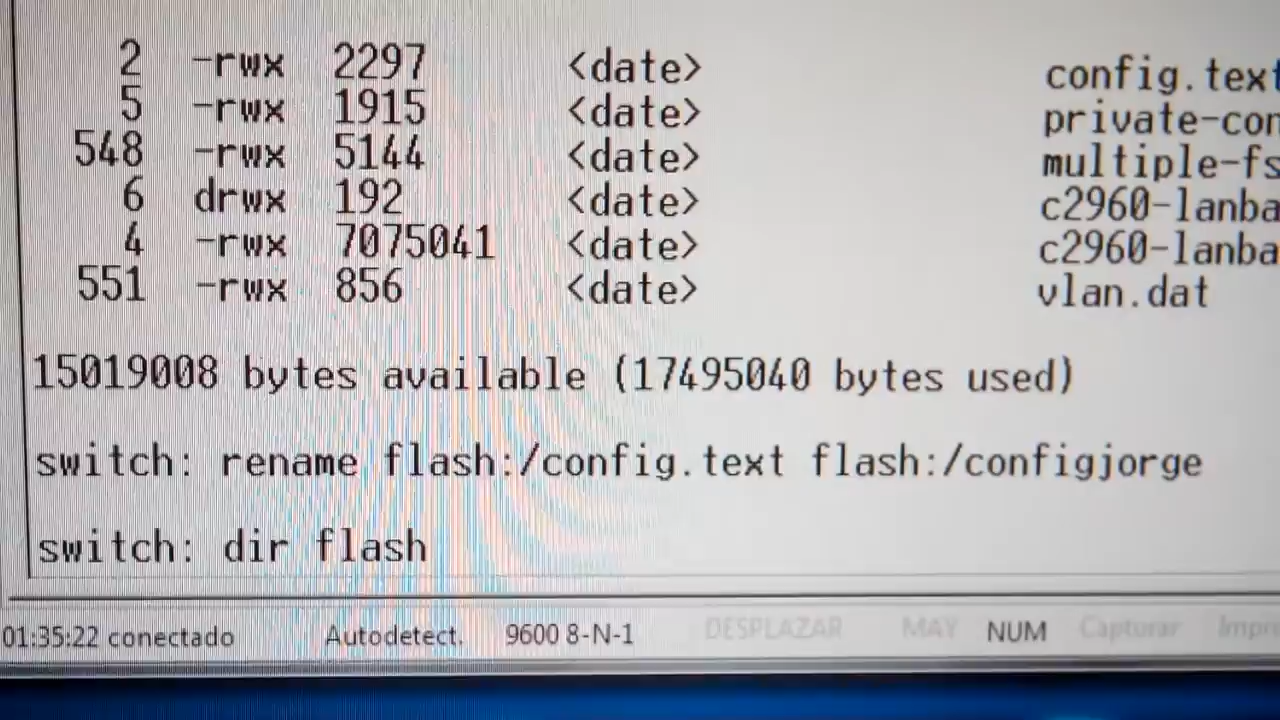 2 -rwx 2297 <date> config.text
5 -rwx 1915 <date> private-con
548 -rwx 5144 <date> multiple-fs
6 drwx 192 <date> c2960-lanba
4 -rwx 7075041 <date> c2960-lanba
551 -rwx 856 <date> vlan.dat
15019008 bytes available (17495040 bytes used)
switch: rename flash:/config.text flash:/configjorge
switch: dir flash
01:35:22 conectado Autodetect. 9600 8-N-1 DESPLAZAR MAY NUM Capturar Impri